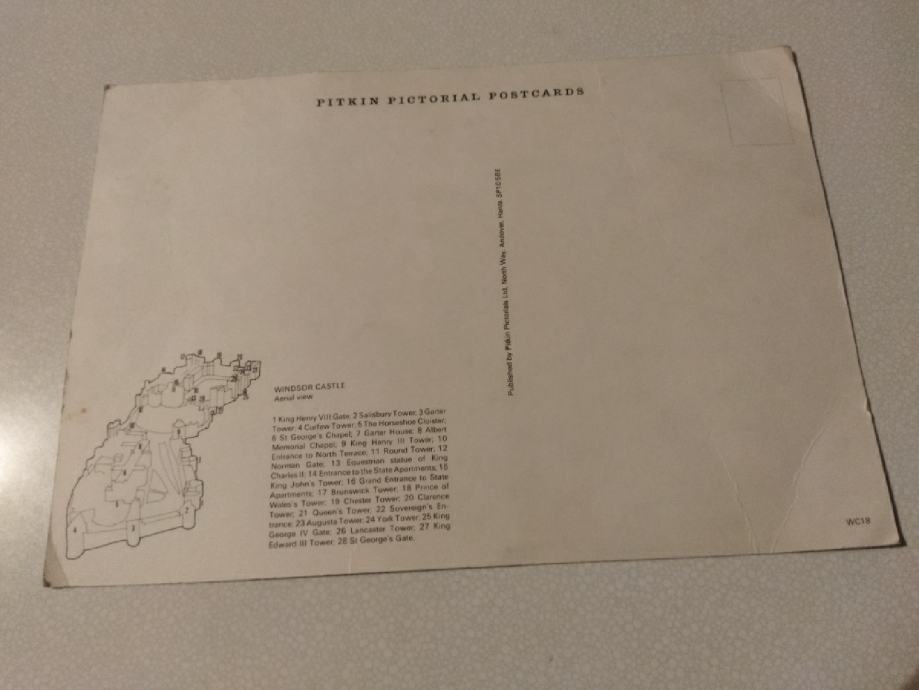 PITKIN PICTORIAL POSTCARDS
Published by Pitkin Pictorials Ltd, North Way, Andover, Hants. SP10 5BE
WINDSOR CASTLE
Aerial view
1 King Henry VIII Gate; 2 Salisbury Tower; 3 Garter
Tower; 4 Curfew Tower; 5 The Horseshoe Cloister;
6 St George's Chapel; 7 Garter House; 8 Albert
Memorial Chapel; 9 King Henry III Tower; 10
Entrance to North Terrace; 11 Round Tower; 12
Norman Gate; 13 Equestrian statue of King
Charles II; 14 Entrance to the State Apartments; 15
King John's Tower; 16 Grand Entrance to State
Apartments; 17 Brunswick Tower; 18 Prince of
Wales's Tower; 19 Chester Tower; 20 Clarence
Tower; 21 Queen's Tower; 22 Sovereign's En-
trance; 23 Augusta Tower; 24 York Tower; 25 King
George IV Gate; 26 Lancaster Tower; 27 King
Edward III Tower; 28 St George's Gate.
4
3
2
WC18